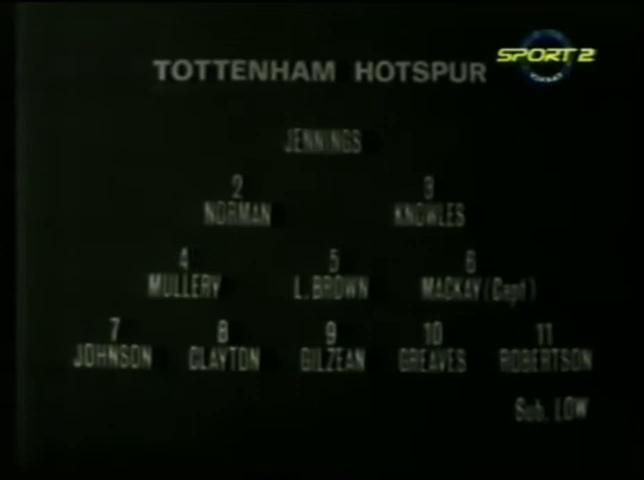 SPORT 2
TOTTENHAM HOTSPUR
JENNINGS
2 3
NORMAN KNOWLES
4 5 6
MULLERY L. BROWN MACKAY (Capt)
7 8 9 10 11
JOHNSON CLAYTON GILZEAN GREAVES ROBERTSON
Sub. LOW